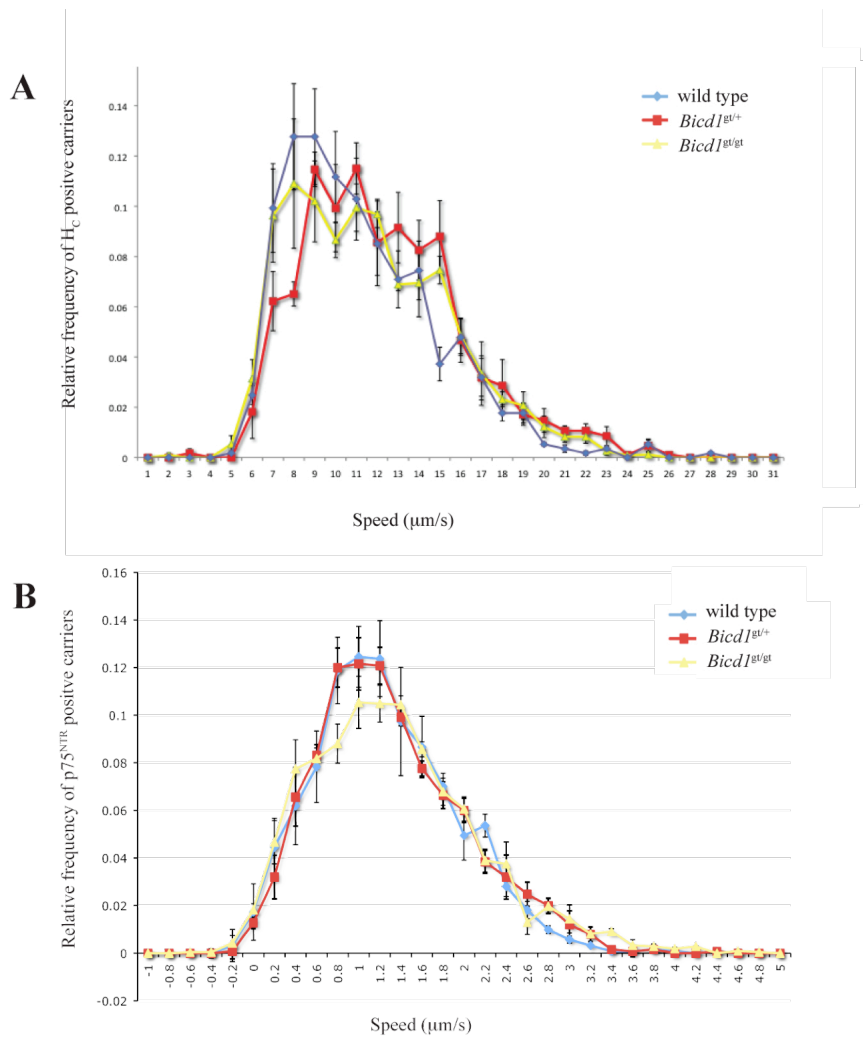 A
Relative frequency of HC positve carriers
0.14
0.12
0.1
0.08
0.06
0.04
0.02
0
wild type
Bicd1gt/+
Bicd1gt/gt
1 2 3 4 5 6 7 8 9 10 11 12 13 14 15 16 17 18 19 20 21 22 23 24 25 26 27 28 29 30 31
Speed (μm/s)
B
Relative frequency of p75NTR positve carriers
0.16
0.14
0.12
0.1
0.08
0.06
0.04
0.02
0
-0.02
wild type
Bicd1gt/+
Bicd1gt/gt
-1 -0.8 -0.6 -0.4 -0.2 0 0.2 0.4 0.6 0.8 1 1.2 1.4 1.6 1.8 2 2.2 2.4 2.6 2.8 3 3.2 3.4 3.6 3.8 4 4.2 4.4 4.6 4.8 5
Speed (μm/s)